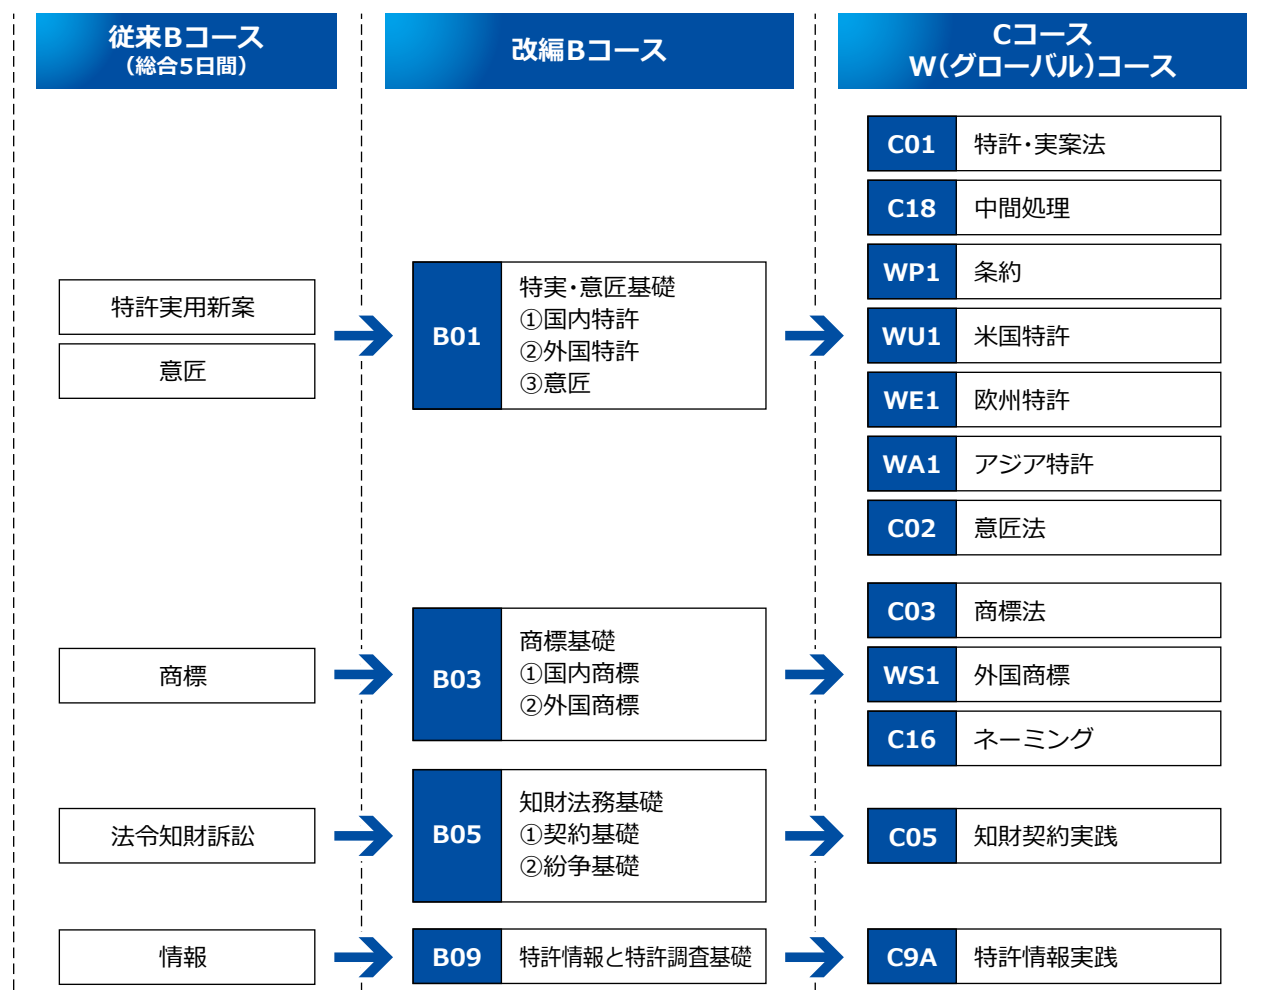 従来Bコース
（総合5日間）
改編Bコース
Cコース
W(グローバル)コース
特許実用新案
意匠
B01
特実・意匠基礎
①国内特許
②外国特許
③意匠
C01 特許・実案法
C18 中間処理
WP1 条約
WU1 米国特許
WE1 欧州特許
WA1 アジア特許
C02 意匠法
商標
B03
商標基礎
①国内商標
②外国商標
C03 商標法
WS1 外国商標
C16 ネーミング
法令知財訴訟
B05
知財法務基礎
①契約基礎
②紛争基礎
C05 知財契約実践
情報
B09 特許情報と特許調査基礎
C9A 特許情報実践